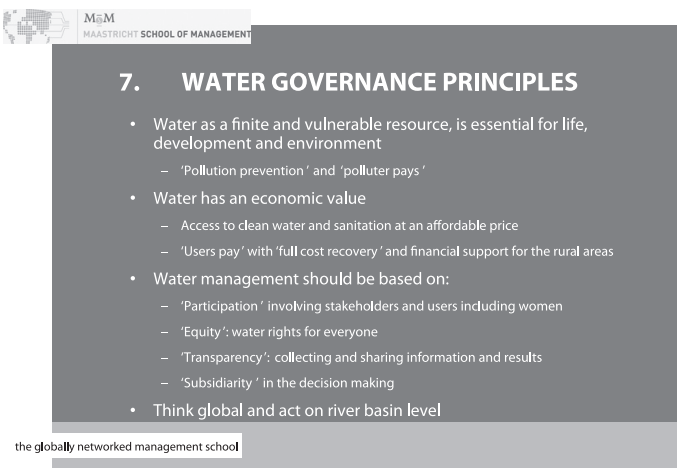 MsM
MAASTRICHT SCHOOL OF MANAGEMENT
7. WATER GOVERNANCE PRINCIPLES
• Water as a finite and vulnerable resource, is essential for life,
development and environment
– 'Pollution prevention' and 'polluter pays'
• Water has an economic value
– Access to clean water and sanitation at an affordable price
– 'Users pay' with 'full cost recovery' and financial support for the rural areas
• Water management should be based on:
– 'Participation' involving stakeholders and users including women
– 'Equity': water rights for everyone
– 'Transparency': collecting and sharing information and results
– 'Subsidiarity' in the decision making
• Think global and act on river basin level
the globally networked management school